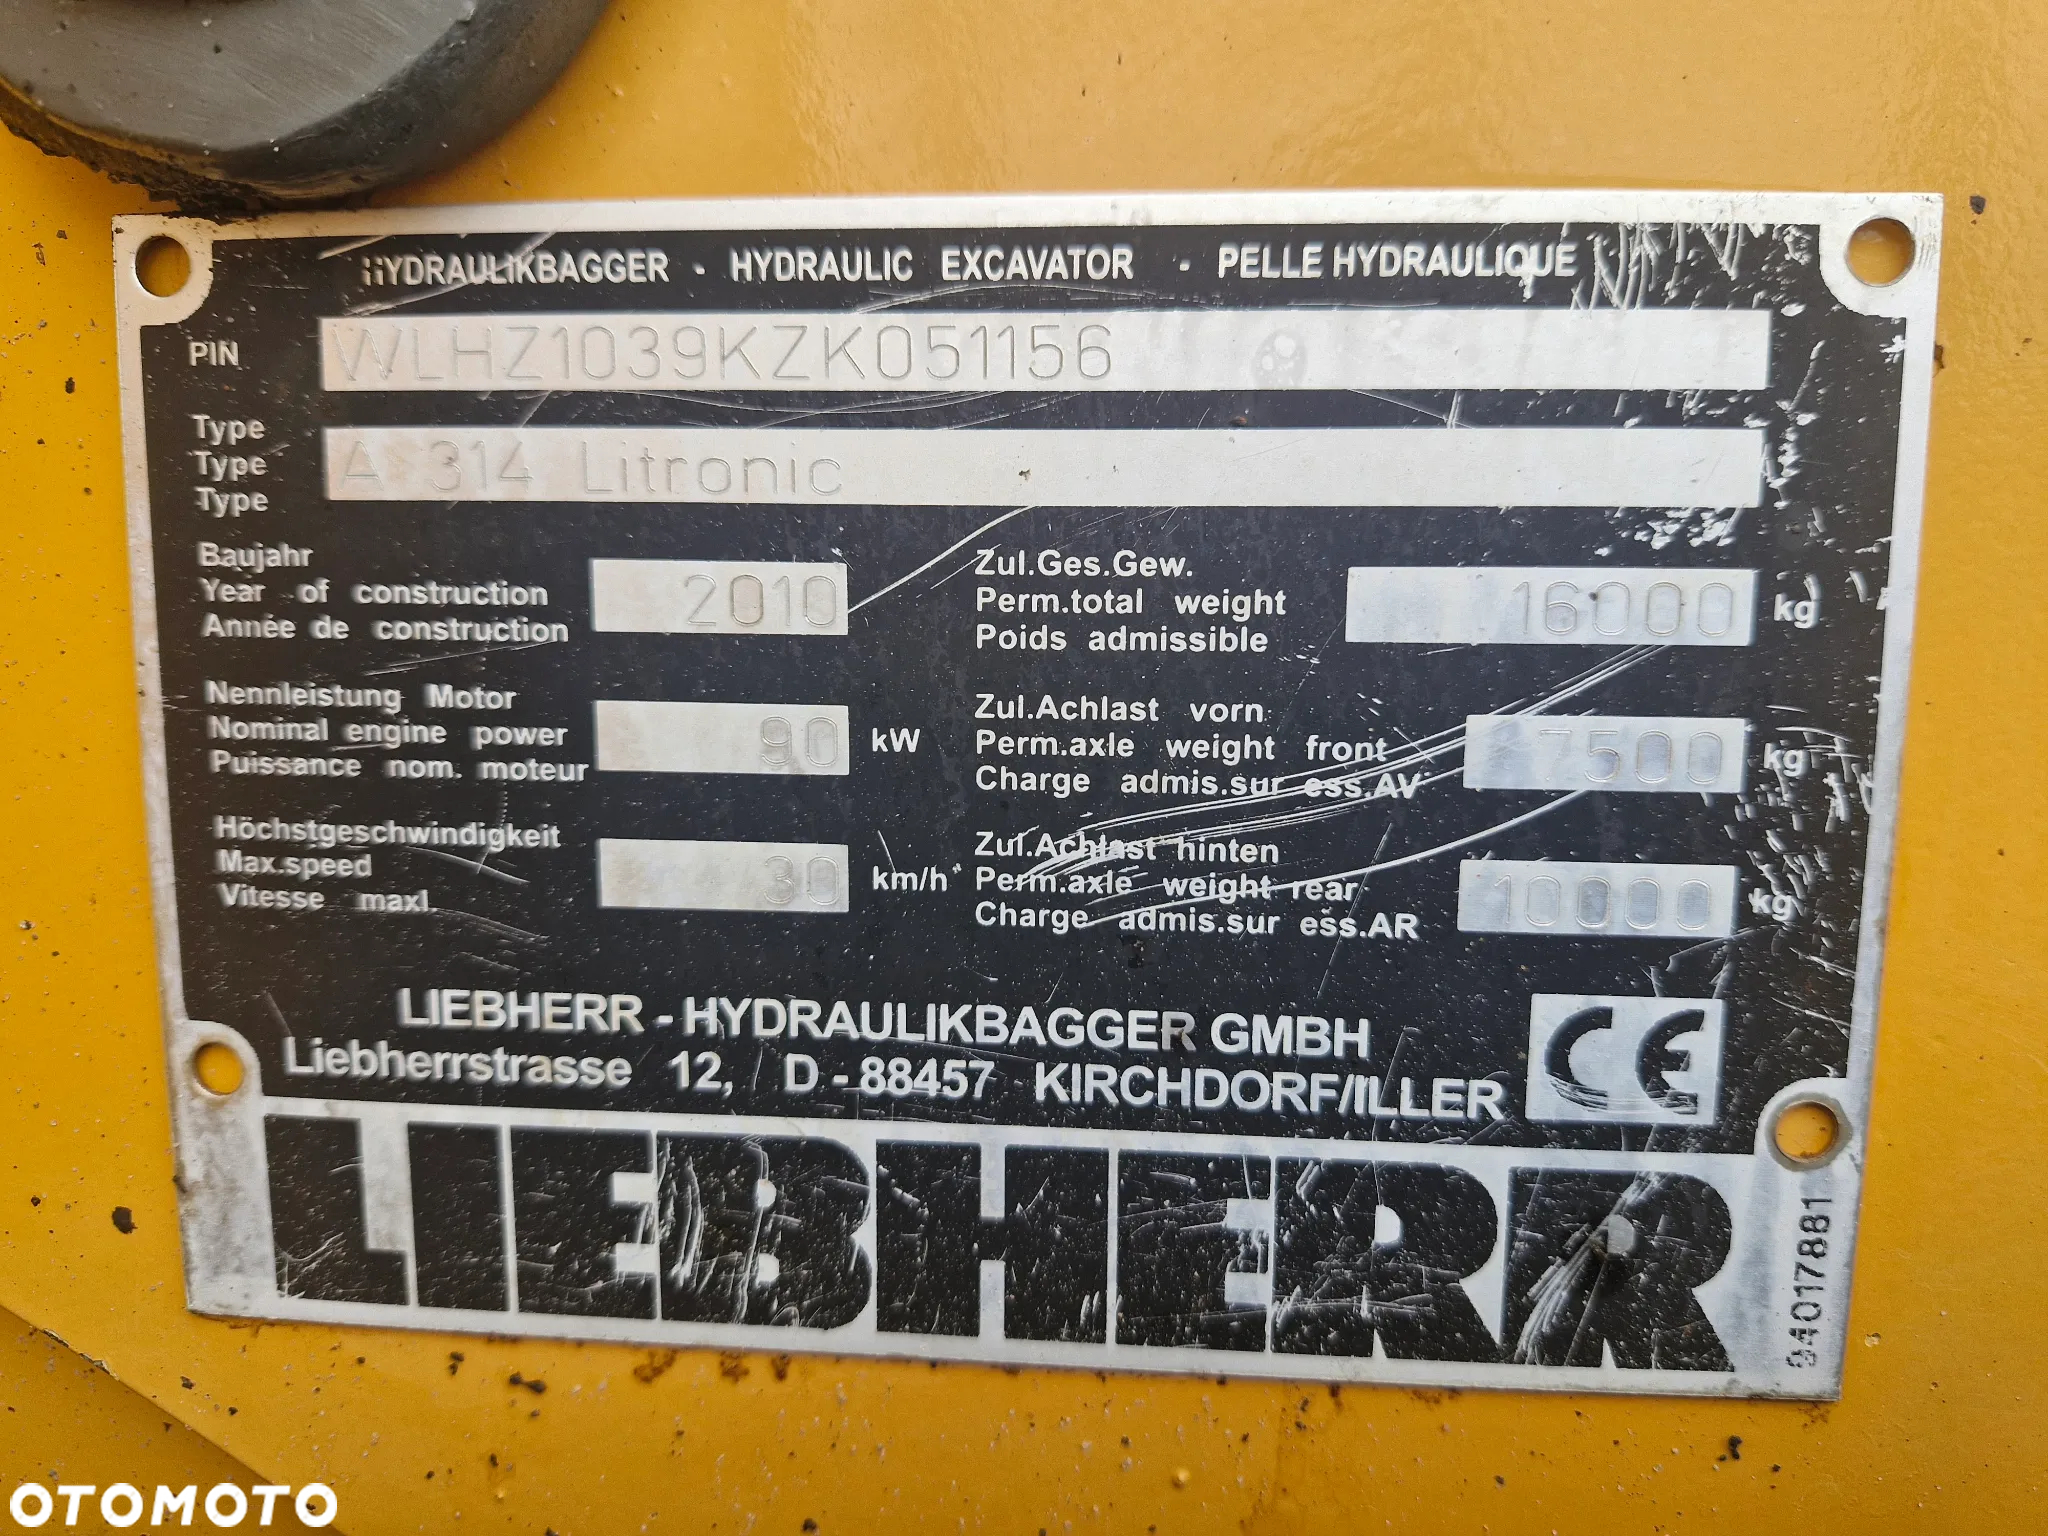 HYDRAULIKBAGGER - HYDRAULIC EXCAVATOR - PELLE HYDRAULIQUE
PIN WLHZ1039KZK051156
Type
Type A 314 Litronic
Type
Baujahr
Year of construction 2010
Année de construction
Zul.Ges.Gew.
Perm.total weight 16000 kg
Poids admissible
Nennleistung Motor
Nominal engine power 90 kW
Puissance nom. moteur
Zul.Achlast vorn
Perm.axle weight front 7500 kg
Charge admis.sur ess.AV
Höchstgeschwindigkeit
Max.speed 30 km/h
Vitesse maxl.
Zul.Achlast hinten
Perm.axle weight rear 10000 kg
Charge admis.sur ess.AR
LIEBHERR - HYDRAULIKBAGGER GMBH
Liebherrstrasse 12, D - 88457 KIRCHDORF/ILLER
CE
LIEBHERR
94017881
OTOMOTO